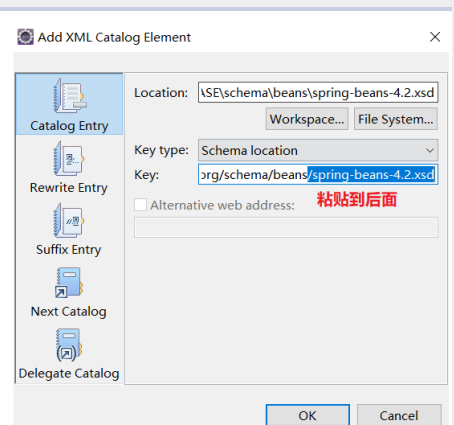 Add XML Catalog Element
Catalog Entry
Rewrite Entry
Suffix Entry
Next Catalog
Delegate Catalog
Location: \SE\schema\beans\spring-beans-4.2.xsd
Workspace... File System...
Key type: Schema location
Key: org/schema/beans/spring-beans-4.2.xsd
Alternative web address: 粘贴到后面
OK Cancel